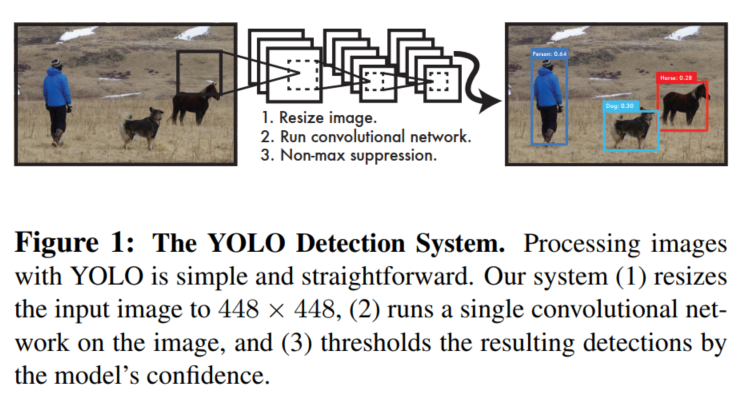 Person: 0.64
Horse: 0.28
Dog: 0.30
1. Resize image.
2. Run convolutional network.
3. Non-max suppression.
Figure 1: The YOLO Detection System. Processing images
with YOLO is simple and straightforward. Our system (1) resizes
the input image to 448 × 448, (2) runs a single convolutional net-
work on the image, and (3) thresholds the resulting detections by
the model's confidence.